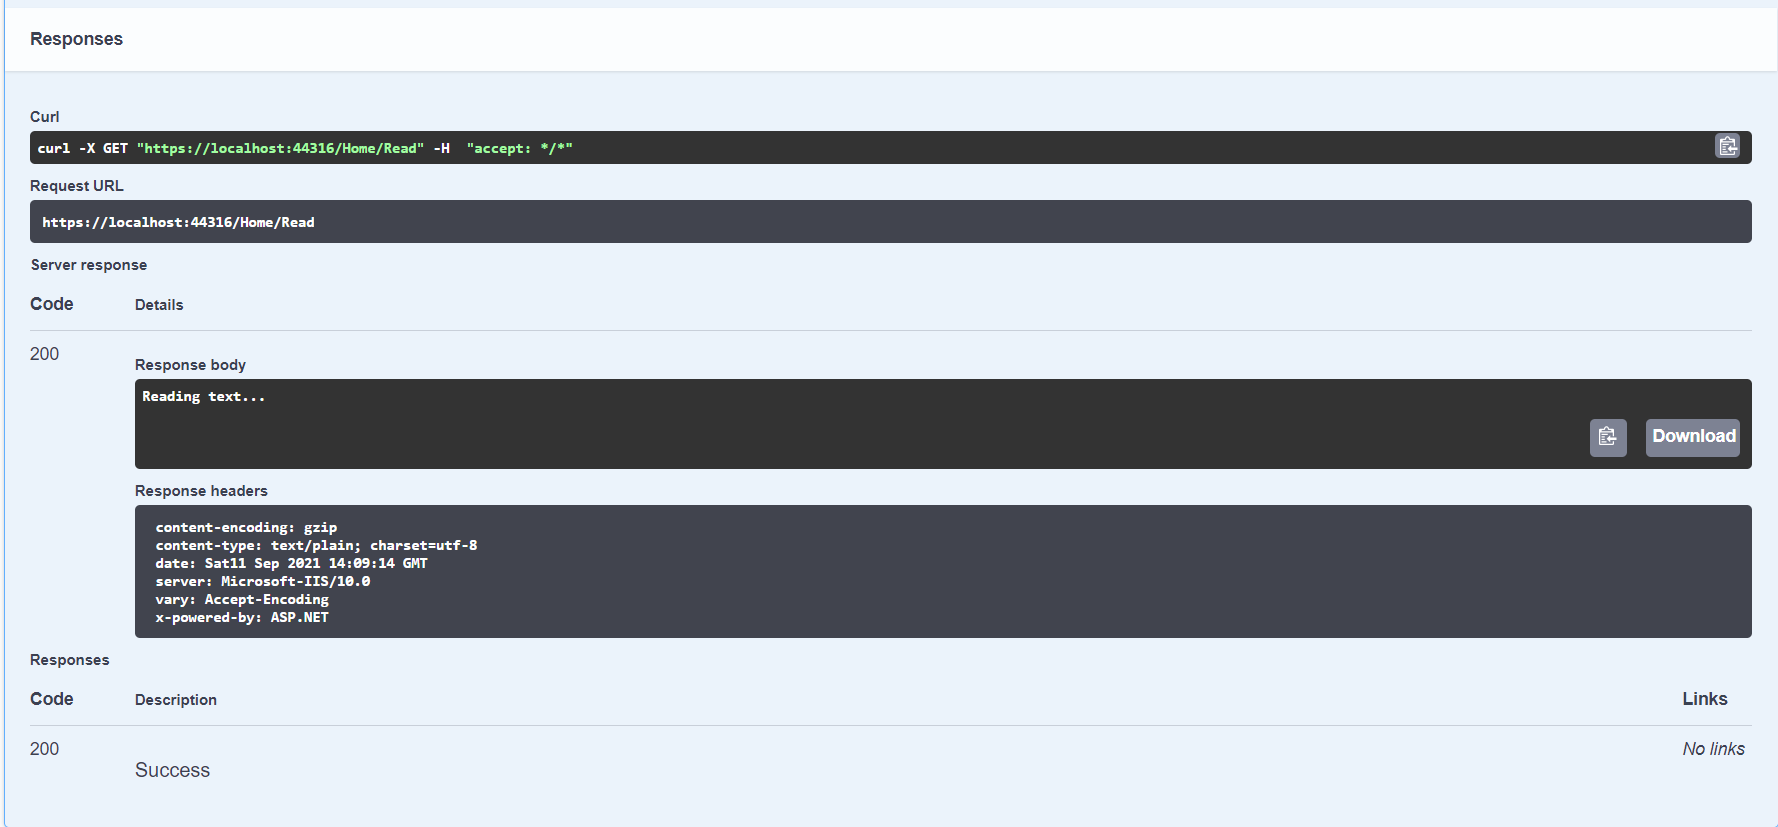 Responses
Curl
curl -X GET "https://localhost:44316/Home/Read" -H  "accept: */*"
Request URL
https://localhost:44316/Home/Read
Server response
Code Details
200
Response body
Reading text...
Download
Response headers
content-encoding: gzip
content-type: text/plain; charset=utf-8
date: Sat11 Sep 2021 14:09:14 GMT
server: Microsoft-IIS/10.0
vary: Accept-Encoding
x-powered-by: ASP.NET
Responses
Code Description Links
200 No links
Success